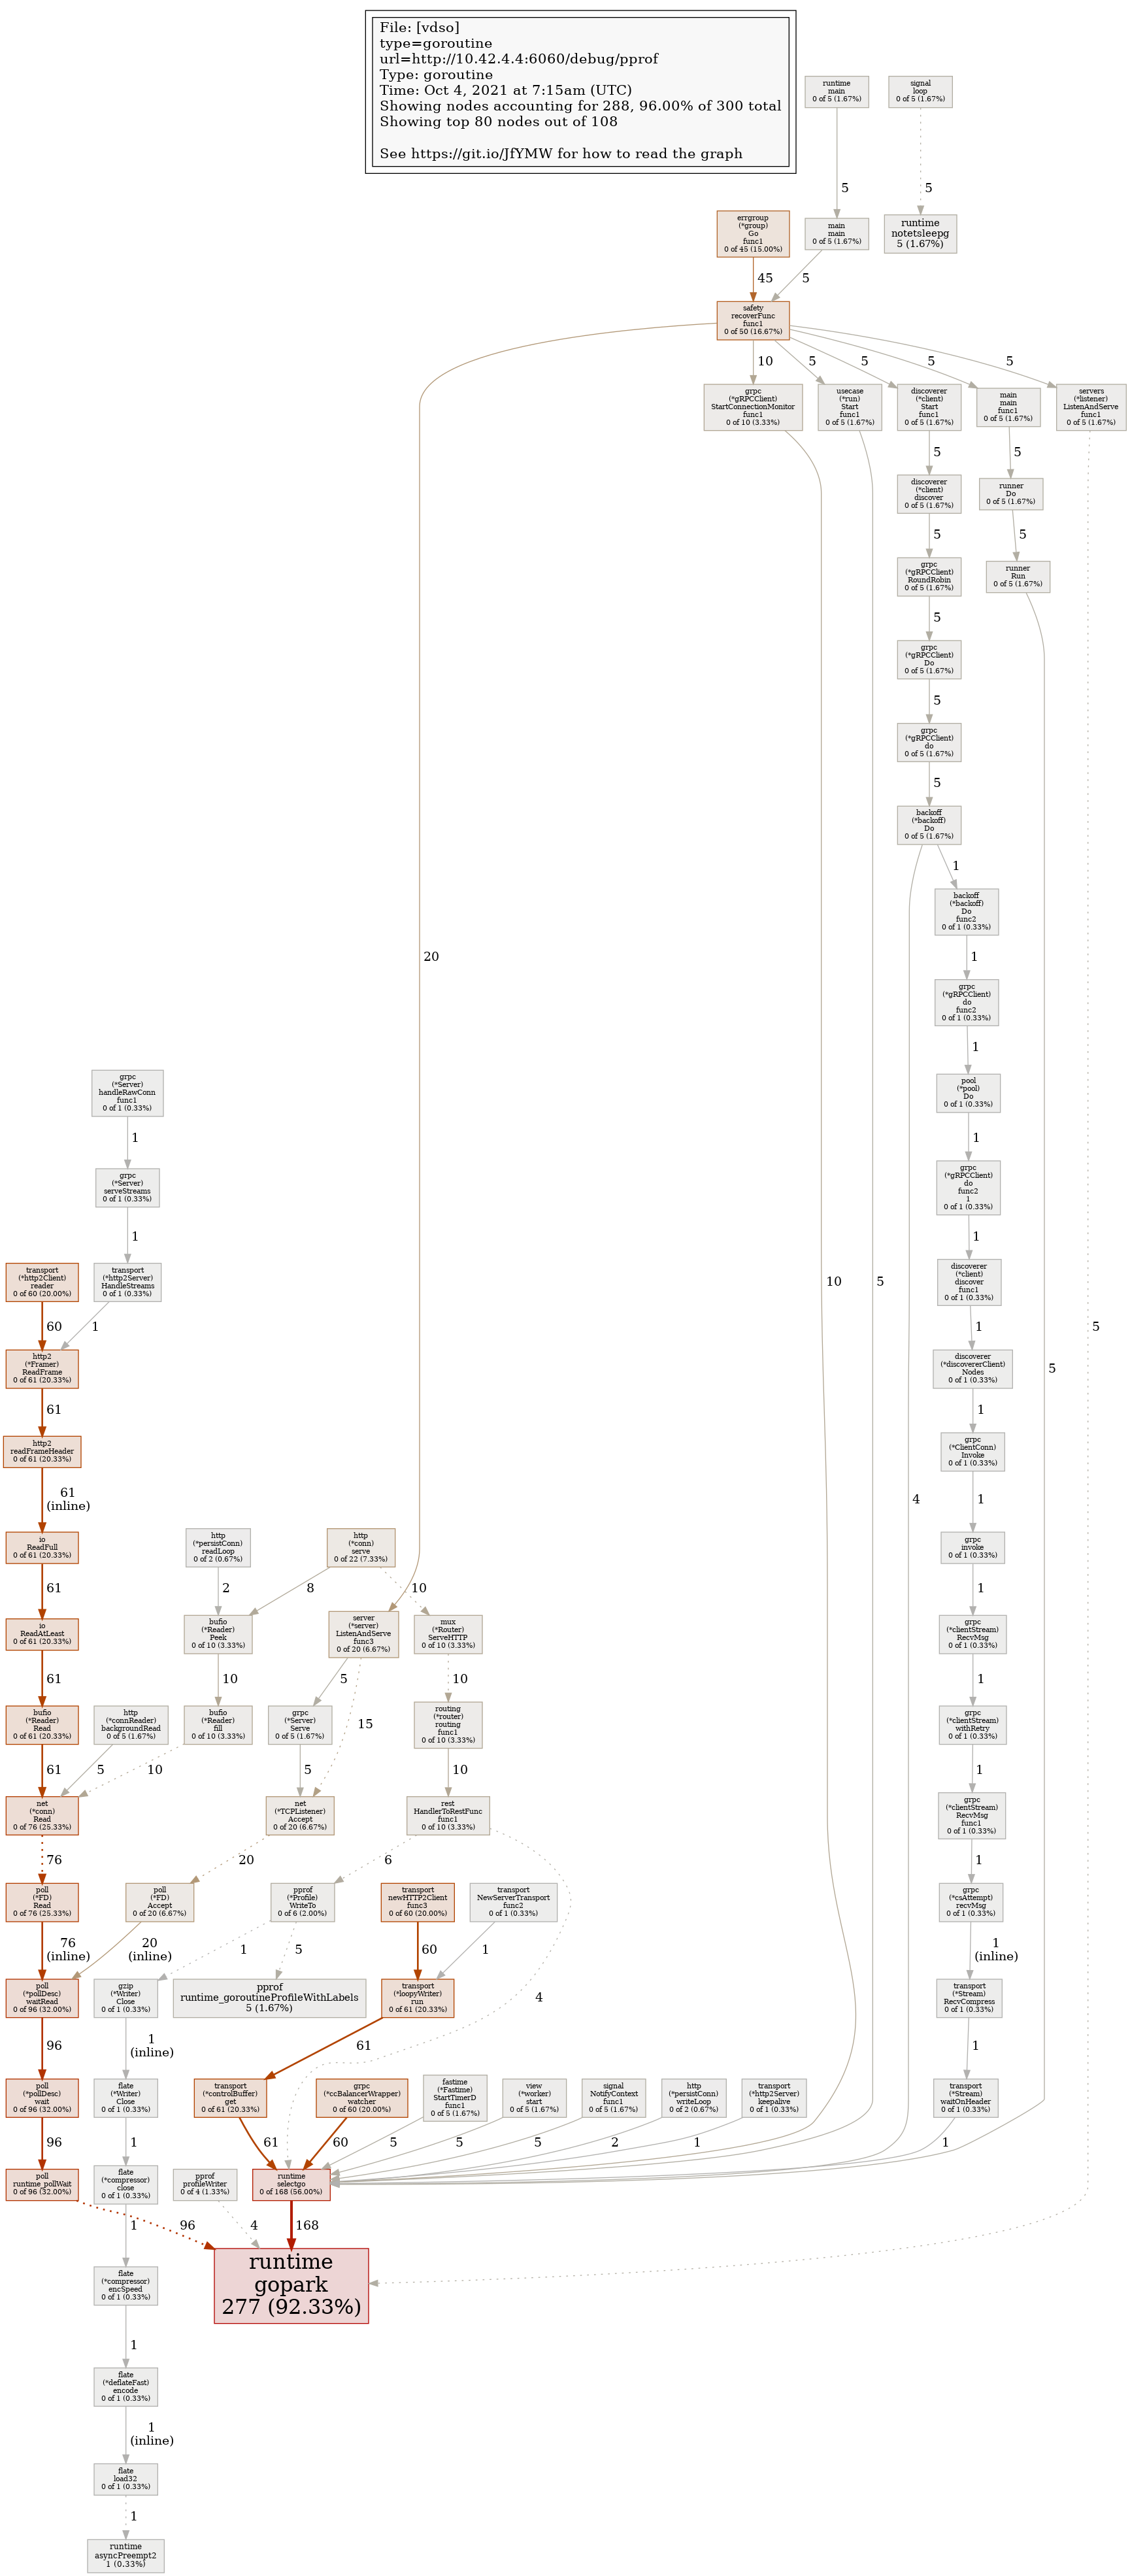 File: [vdso]
type=goroutine
url=http://10.42.4.4:6060/debug/pprof
Type: goroutine
Time: Oct 4, 2021 at 7:15am (UTC)
Showing nodes accounting for 288, 96.00% of 300 total
Showing top 80 nodes out of 108
See https://git.io/JfYMW for how to read the graph
runtime
main
0 of 5 (1.67%)
signal
loop
0 of 5 (1.67%)
5
5
errgroup
(*group)
Go
func1
0 of 45 (15.00%)
main
main
0 of 5 (1.67%)
runtime
notetsleepg
5 (1.67%)
45
5
safety
recoverFunc
func1
0 of 50 (16.67%)
10
5
5
5
5
grpc
(*gRPCClient)
StartConnectionMonitor
func1
0 of 10 (3.33%)
usecase
(*run)
Start
func1
0 of 5 (1.67%)
discoverer
(*client)
Start
func1
0 of 5 (1.67%)
main
main
func1
0 of 5 (1.67%)
servers
(*listener)
ListenAndServe
func1
0 of 5 (1.67%)
5
5
discoverer
(*client)
discover
0 of 5 (1.67%)
runner
Do
0 of 5 (1.67%)
5
5
grpc
(*gRPCClient)
RoundRobin
0 of 5 (1.67%)
runner
Run
0 of 5 (1.67%)
5
grpc
(*gRPCClient)
Do
0 of 5 (1.67%)
5
grpc
(*gRPCClient)
do
0 of 5 (1.67%)
5
backoff
(*backoff)
Do
0 of 5 (1.67%)
1
backoff
(*backoff)
Do
func2
0 of 1 (0.33%)
20
1
grpc
(*gRPCClient)
do
func2
0 of 1 (0.33%)
1
grpc
(*Server)
handleRawConn
func1
0 of 1 (0.33%)
pool
(*pool)
Do
0 of 1 (0.33%)
1
1
grpc
(*Server)
serveStreams
0 of 1 (0.33%)
grpc
(*gRPCClient)
do
func2
1
0 of 1 (0.33%)
1
1
transport
(*http2Client)
reader
0 of 60 (20.00%)
transport
(*http2Server)
HandleStreams
0 of 1 (0.33%)
10
5
discoverer
(*client)
discover
func1
0 of 1 (0.33%)
60
1
1
5
http2
(*Framer)
ReadFrame
0 of 61 (20.33%)
discoverer
(*discovererClient)
Nodes
0 of 1 (0.33%)
5
61
1
http2
readFrameHeader
0 of 61 (20.33%)
grpc
(*ClientConn)
Invoke
0 of 1 (0.33%)
61
(inline)
4
1
io
ReadFull
0 of 61 (20.33%)
http
(*persistConn)
readLoop
0 of 2 (0.67%)
http
(*conn)
serve
0 of 22 (7.33%)
grpc
invoke
0 of 1 (0.33%)
61
2
8
10
1
io
ReadAtLeast
0 of 61 (20.33%)
bufio
(*Reader)
Peek
0 of 10 (3.33%)
server
(*server)
ListenAndServe
func3
0 of 20 (6.67%)
mux
(*Router)
ServeHTTP
0 of 10 (3.33%)
grpc
(*clientStream)
RecvMsg
0 of 1 (0.33%)
61
10
5
10
1
bufio
(*Reader)
Read
0 of 61 (20.33%)
http
(*connReader)
backgroundRead
0 of 5 (1.67%)
bufio
(*Reader)
fill
0 of 10 (3.33%)
grpc
(*Server)
Serve
0 of 5 (1.67%)
15
routing
(*router)
routing
func1
0 of 10 (3.33%)
grpc
(*clientStream)
withRetry
0 of 1 (0.33%)
61
5
10
5
10
1
net
(*conn)
Read
0 of 76 (25.33%)
net
(*TCPListener)
Accept
0 of 20 (6.67%)
rest
HandlerToRestFunc
func1
0 of 10 (3.33%)
grpc
(*clientStream)
RecvMsg
func1
0 of 1 (0.33%)
76
20
6
1
poll
(*FD)
Read
0 of 76 (25.33%)
poll
(*FD)
Accept
0 of 20 (6.67%)
pprof
(*Profile)
WriteTo
0 of 6 (2.00%)
transport
newHTTP2Client
func3
0 of 60 (20.00%)
transport
NewServerTransport
func2
0 of 1 (0.33%)
grpc
(*csAttempt)
recvMsg
0 of 1 (0.33%)
76
(inline)
20
(inline)
1
5
60
1
1
(inline)
poll
(*pollDesc)
waitRead
0 of 96 (32.00%)
gzip
(*Writer)
Close
0 of 1 (0.33%)
pprof
runtime_goroutineProfileWithLabels
5 (1.67%)
transport
(*loopyWriter)
run
0 of 61 (20.33%)
4
transport
(*Stream)
RecvCompress
0 of 1 (0.33%)
96
1
(inline)
61
1
poll
(*pollDesc)
wait
0 of 96 (32.00%)
flate
(*Writer)
Close
0 of 1 (0.33%)
transport
(*controlBuffer)
get
0 of 61 (20.33%)
grpc
(*ccBalancerWrapper)
watcher
0 of 60 (20.00%)
fastime
(*Fastime)
StartTimerD
func1
0 of 5 (1.67%)
view
(*worker)
start
0 of 5 (1.67%)
signal
NotifyContext
func1
0 of 5 (1.67%)
http
(*persistConn)
writeLoop
0 of 2 (0.67%)
transport
(*http2Server)
keepalive
0 of 1 (0.33%)
transport
(*Stream)
waitOnHeader
0 of 1 (0.33%)
96
1
61
60
5
5
5
2
1
1
poll
runtime_pollWait
0 of 96 (32.00%)
flate
(*compressor)
close
0 of 1 (0.33%)
pprof
profileWriter
0 of 4 (1.33%)
runtime
selectgo
0 of 168 (56.00%)
1
96
4
168
runtime
gopark
277 (92.33%)
flate
(*compressor)
encSpeed
0 of 1 (0.33%)
1
flate
(*deflateFast)
encode
0 of 1 (0.33%)
1
(inline)
flate
load32
0 of 1 (0.33%)
1
runtime
asyncPreempt2
1 (0.33%)